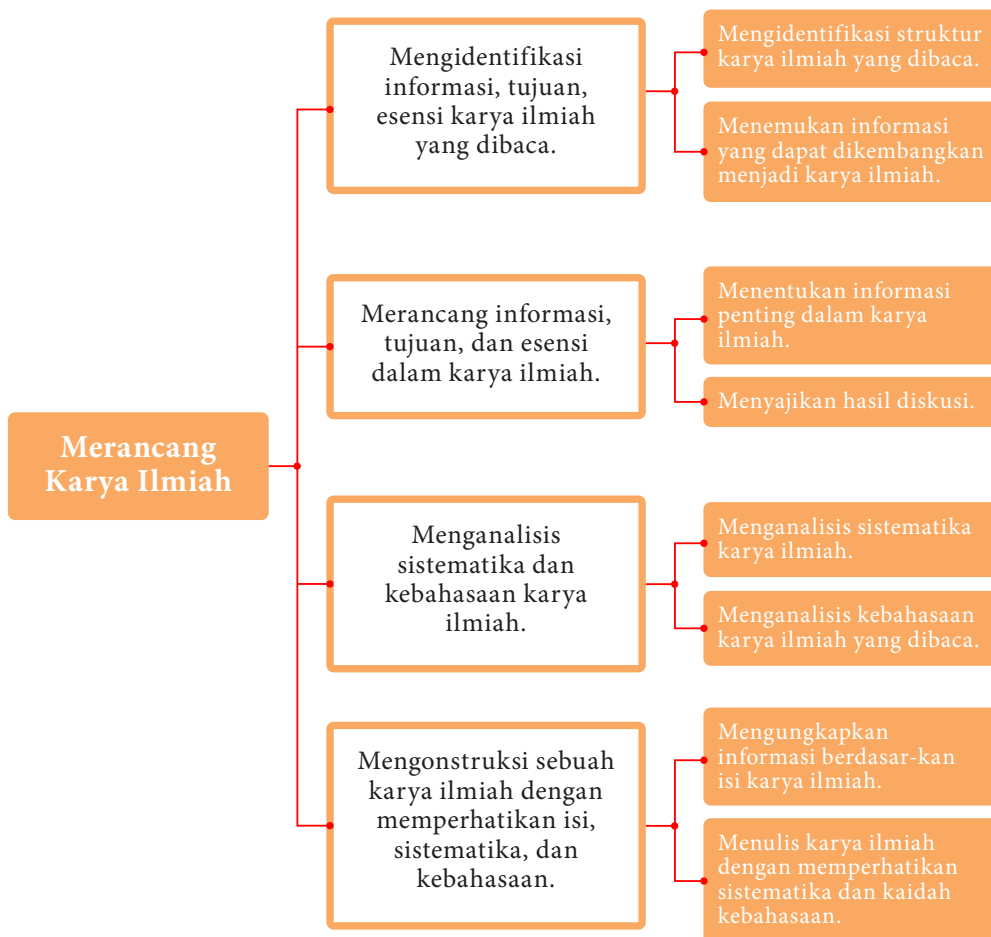 Merancang
Karya Ilmiah
Mengidentifikasi
informasi, tujuan,
esensi karya ilmiah
yang dibaca.
Mengidentifikasi struktur
karya ilmiah yang dibaca.
Menemukan informasi
yang dapat dikembangkan
menjadi karya ilmiah.
Merancang informasi,
tujuan, dan esensi
dalam karya ilmiah.
Menentukan informasi
penting dalam karya
ilmiah.
Menyajikan hasil diskusi.
Menganalisis
sistematika dan
kebahasaan karya
ilmiah.
Menganalisis sistematika
karya ilmiah.
Menganalisis kebahasaan
karya ilmiah yang dibaca.
Mengonstruksi sebuah
karya ilmiah dengan
memperhatikan isi,
sistematika, dan
kebahasaan.
Mengungkapkan
informasi berdasar-kan
isi karya ilmiah.
Menulis karya ilmiah
dengan memperhatikan
sistematika dan kaidah
kebahasaan.